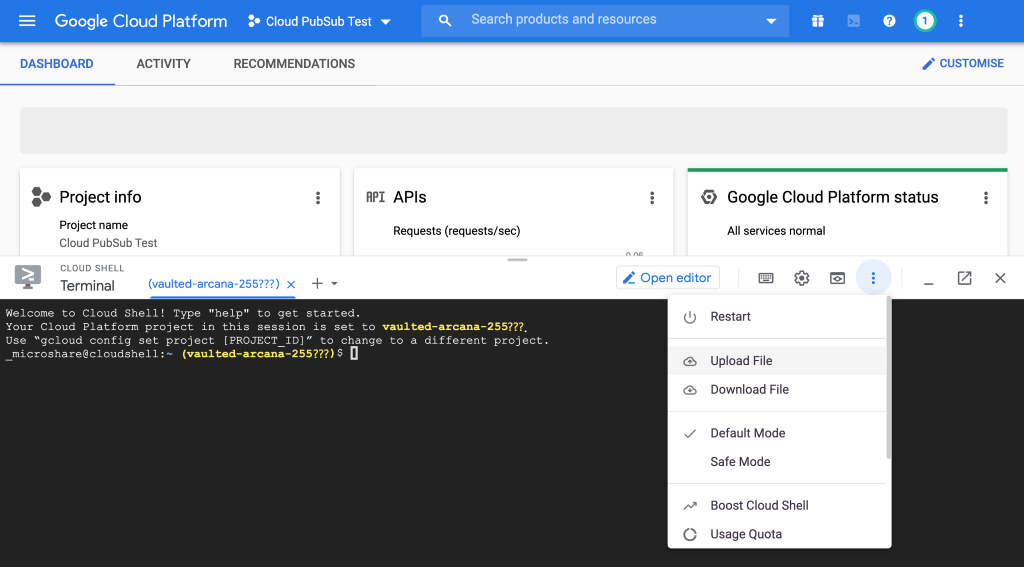 Google Cloud Platform
Cloud PubSub Test
Search products and resources
1
DASHBOARD
ACTIVITY
RECOMMENDATIONS
CUSTOMISE
Project info
Project name
Cloud PubSub Test
API APIs
Requests (requests/sec)
Google Cloud Platform status
All services normal
CLOUD SHELL
Terminal
(vaulted-arcana-255???)
Open editor
Welcome to Cloud Shell! Type "help" to get started.
Your Cloud Platform project in this session is set to vaulted-arcana-255???.
Use “gcloud config set project [PROJECT_ID]” to change to a different project.
_microshare@cloudshell:~ (vaulted-arcana-255???)$
Restart
Upload File
Download File
Default Mode
Safe Mode
Boost Cloud Shell
Usage Quota